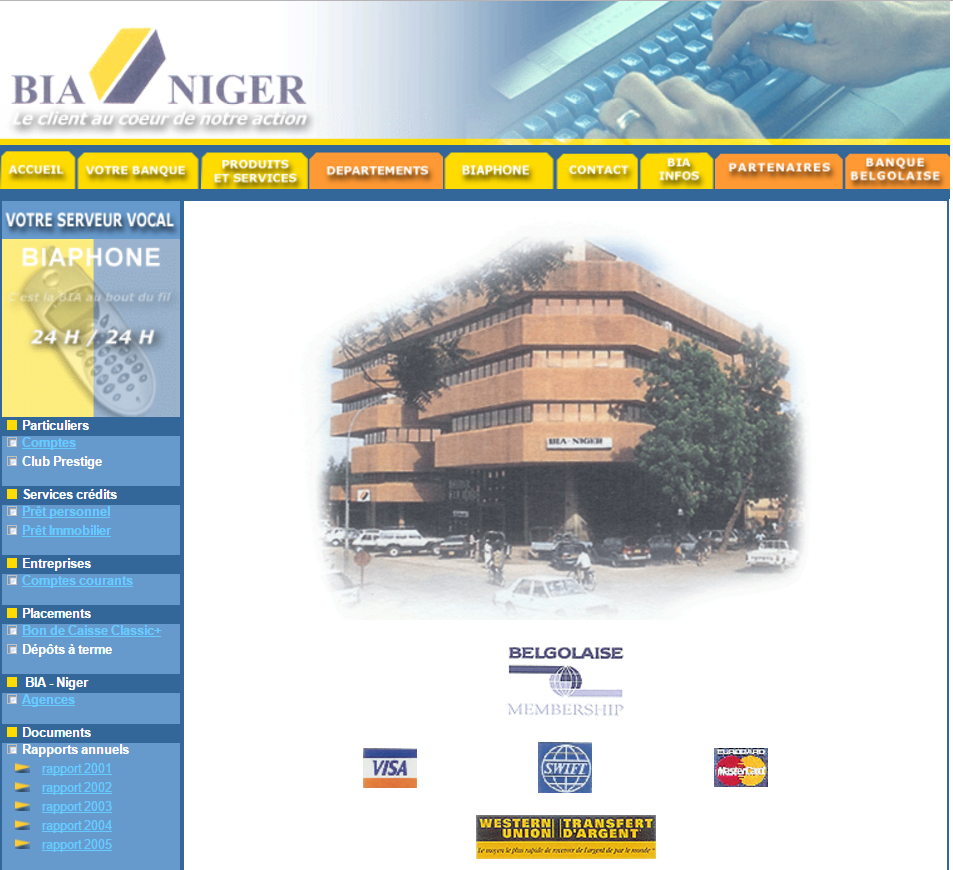 BIA NIGER
Le client au coeur de notre action
ACCUEIL
VOTRE BANQUE
PRODUITS
ET SERVICES
DEPARTEMENTS
BIAPHONE
CONTACT
BIA
INFOS
PARTENAIRES
BANQUE
BELGOLAISE
VOTRE SERVEUR VOCAL
BIAPHONE
C'est la BIA au bout du fil
24 H / 24 H
Particuliers
Comptes
Club Prestige
Services crédits
Prêt personnel
Prêt Immobilier
Entreprises
Comptes courants
Placements
Bon de Caisse Classic+
Dépôts à terme
BIA - Niger
Agences
Documents
Rapports annuels
rapport 2001
rapport 2002
rapport 2003
rapport 2004
rapport 2005
BIA-NIGER
BELGOLAISE
MEMBERSHIP
VISA
SWIFT
EUROCARD
MasterCard
WESTERN TRANSFERT
UNION D'ARGENT
Le moyen le plus rapide de recevoir de l'argent de par le monde